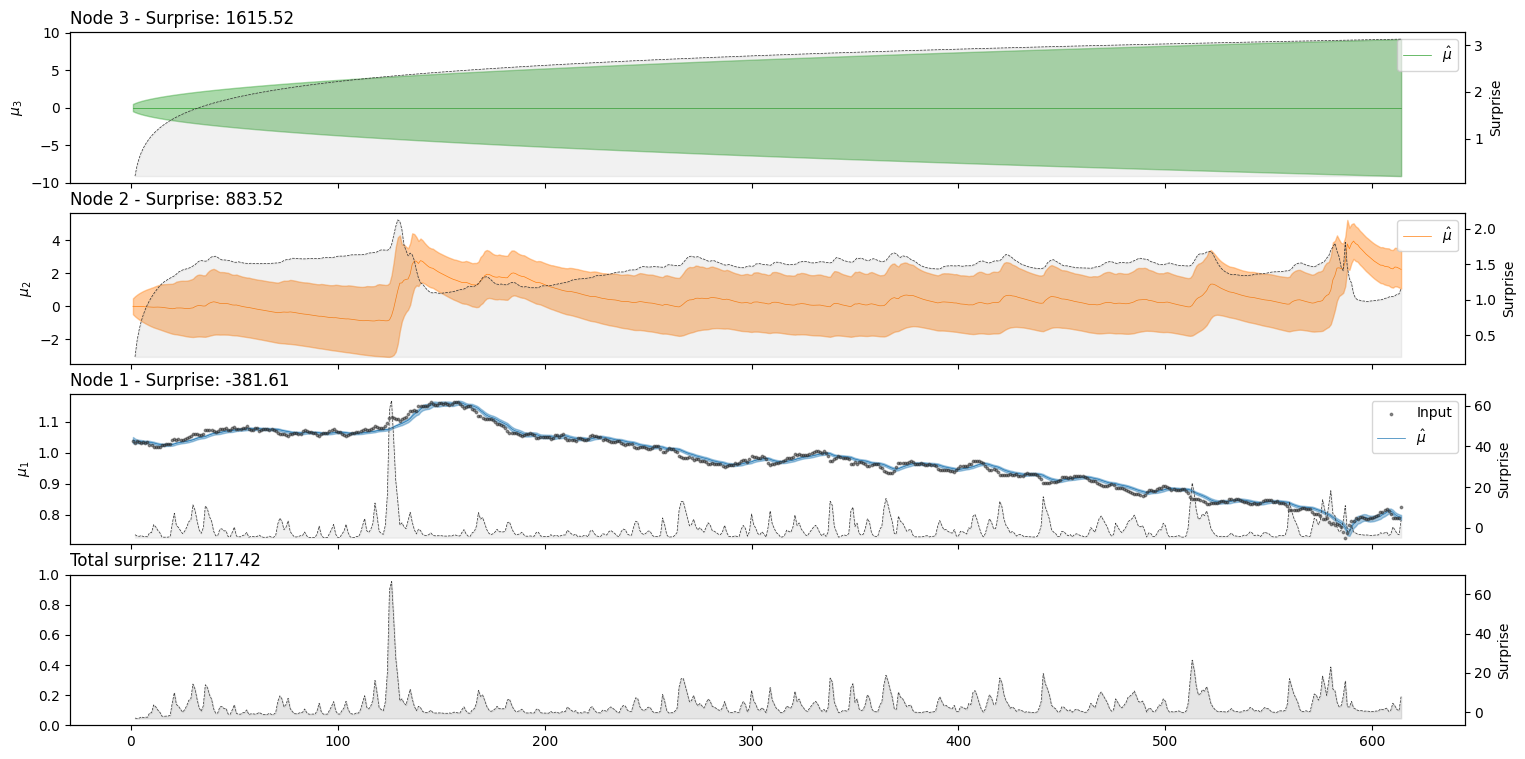 Node 3 - Surprise: 1615.52
10
5
0
−5
−10
μ3
μ̂
3
2
1
Surprise
Node 2 - Surprise: 883.52
4
2
0
−2
μ2
μ̂
2.0
1.5
1.0
0.5
Surprise
Node 1 - Surprise: -381.61
1.1
1.0
0.9
0.8
μ1
Input
μ̂
60
40
20
0
Surprise
Total surprise: 2117.42
1.0
0.8
0.6
0.4
0.2
0.0
60
40
20
0
Surprise
0 100 200 300 400 500 600